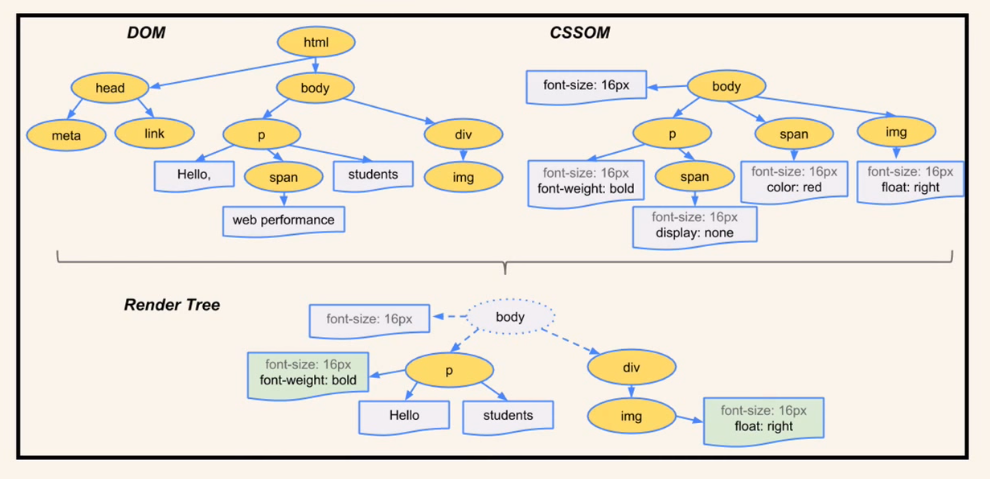 DOM
CSSOM
html
head
body
font-size: 16px
body
meta
link
p
div
p
span
img
Hello,
span
students
img
font-size: 16px
font-weight: bold
span
font-size: 16px
color: red
font-size: 16px
float: right
web performance
font-size: 16px
display: none
Render Tree
font-size: 16px
body
font-size: 16px
font-weight: bold
p
div
Hello
students
img
font-size: 16px
float: right